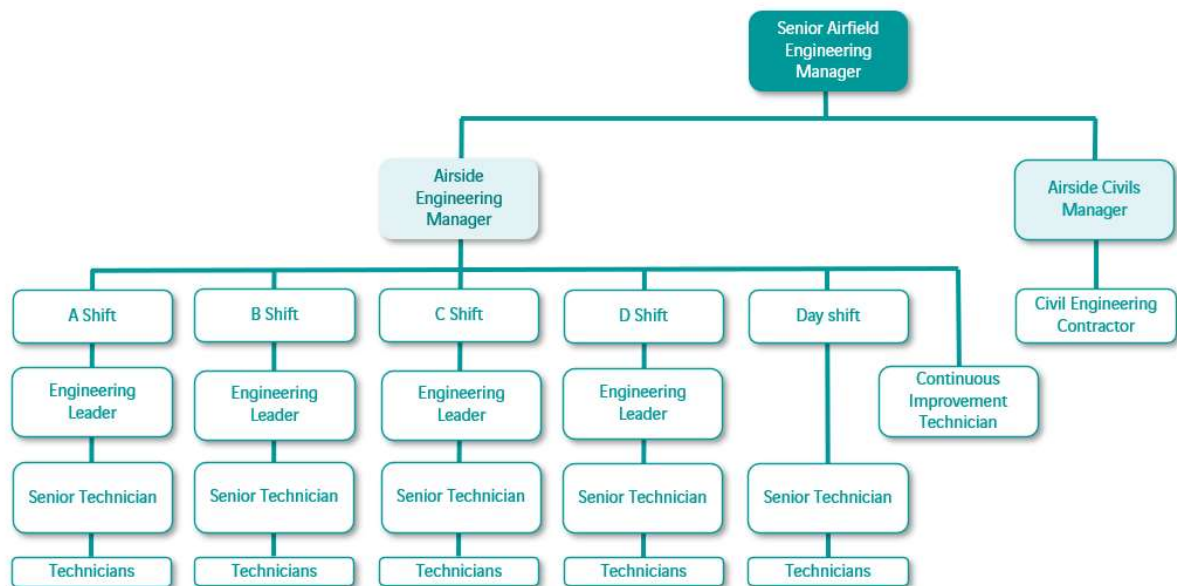 Senior Airfield
Engineering
Manager
Airside
Engineering
Manager
Airside Civils
Manager
A Shift
B Shift
C Shift
D Shift
Day shift
Civil Engineering
Contractor
Engineering
Leader
Engineering
Leader
Engineering
Leader
Engineering
Leader
Continuous
Improvement
Technician
Senior Technician
Senior Technician
Senior Technician
Senior Technician
Senior Technician
Technicians
Technicians
Technicians
Technicians
Technicians